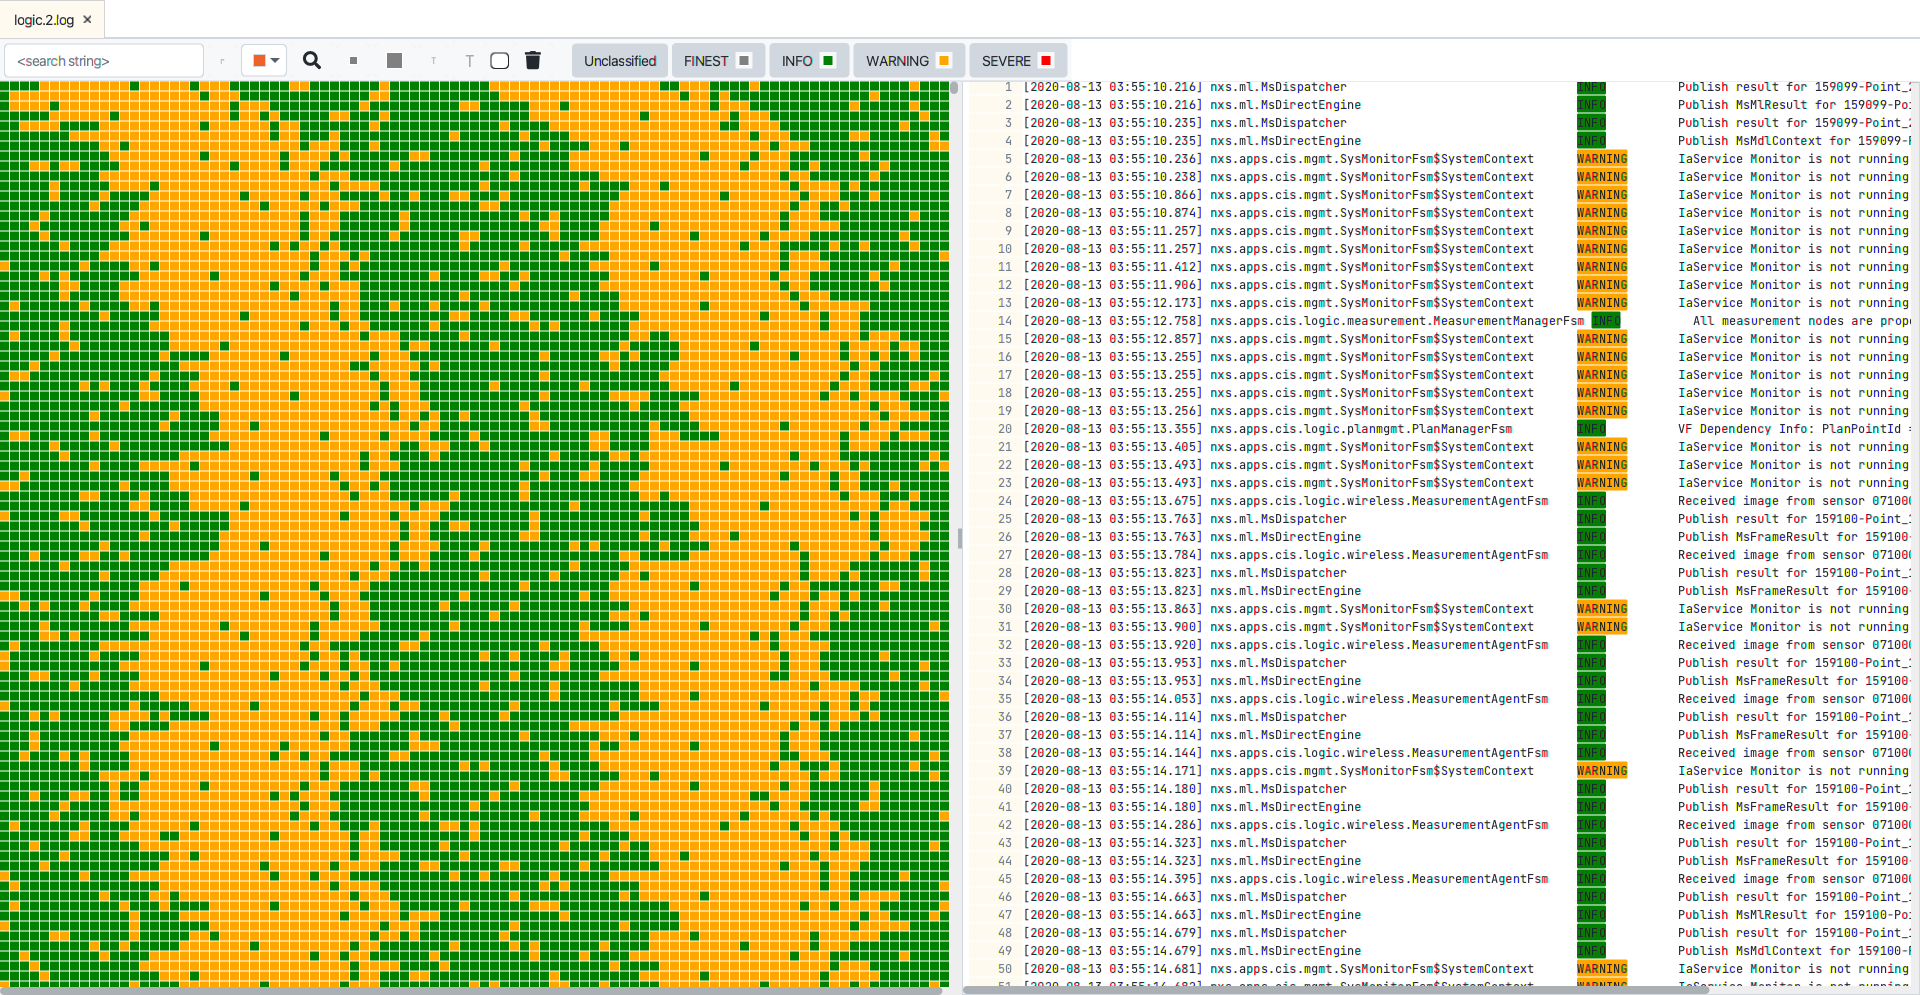 logic.2.log ×
<search string> r T T Unclassified FINEST INFO WARNING SEVERE
1 [2020-08-13 03:55:10.216] nxs.ml.MsDispatcher INFO Publish result for 159099-Point_
2 [2020-08-13 03:55:10.216] nxs.ml.MsDirectEngine INFO Publish MsMlResult for 159099-Poi
3 [2020-08-13 03:55:10.235] nxs.ml.MsDispatcher INFO Publish result for 159099-Point_
4 [2020-08-13 03:55:10.235] nxs.ml.MsDirectEngine INFO Publish MsMdlContext for 159099-
5 [2020-08-13 03:55:10.236] nxs.apps.cis.mgmt.SysMonitorFsm$SystemContext WARNING IaService Monitor is not running
6 [2020-08-13 03:55:10.238] nxs.apps.cis.mgmt.SysMonitorFsm$SystemContext WARNING IaService Monitor is not running
7 [2020-08-13 03:55:10.866] nxs.apps.cis.mgmt.SysMonitorFsm$SystemContext WARNING IaService Monitor is not running
8 [2020-08-13 03:55:10.874] nxs.apps.cis.mgmt.SysMonitorFsm$SystemContext WARNING IaService Monitor is not running
9 [2020-08-13 03:55:11.257] nxs.apps.cis.mgmt.SysMonitorFsm$SystemContext WARNING IaService Monitor is not running
10 [2020-08-13 03:55:11.257] nxs.apps.cis.mgmt.SysMonitorFsm$SystemContext WARNING IaService Monitor is not running
11 [2020-08-13 03:55:11.412] nxs.apps.cis.mgmt.SysMonitorFsm$SystemContext WARNING IaService Monitor is not running
12 [2020-08-13 03:55:11.906] nxs.apps.cis.mgmt.SysMonitorFsm$SystemContext WARNING IaService Monitor is not running
13 [2020-08-13 03:55:12.173] nxs.apps.cis.mgmt.SysMonitorFsm$SystemContext WARNING IaService Monitor is not running
14 [2020-08-13 03:55:12.758] nxs.apps.cis.logic.measurement.MeasurementManagerFsm INFO All measurement nodes are prop
15 [2020-08-13 03:55:12.857] nxs.apps.cis.mgmt.SysMonitorFsm$SystemContext WARNING IaService Monitor is not running
16 [2020-08-13 03:55:13.255] nxs.apps.cis.mgmt.SysMonitorFsm$SystemContext WARNING IaService Monitor is not running
17 [2020-08-13 03:55:13.255] nxs.apps.cis.mgmt.SysMonitorFsm$SystemContext WARNING IaService Monitor is not running
18 [2020-08-13 03:55:13.255] nxs.apps.cis.mgmt.SysMonitorFsm$SystemContext WARNING IaService Monitor is not running
19 [2020-08-13 03:55:13.256] nxs.apps.cis.mgmt.SysMonitorFsm$SystemContext WARNING IaService Monitor is not running
20 [2020-08-13 03:55:13.355] nxs.apps.cis.logic.planmgmt.PlanManagerFsm INFO VF Dependency Info: PlanPointId =
21 [2020-08-13 03:55:13.405] nxs.apps.cis.mgmt.SysMonitorFsm$SystemContext WARNING IaService Monitor is not running
22 [2020-08-13 03:55:13.493] nxs.apps.cis.mgmt.SysMonitorFsm$SystemContext WARNING IaService Monitor is not running
23 [2020-08-13 03:55:13.493] nxs.apps.cis.mgmt.SysMonitorFsm$SystemContext WARNING IaService Monitor is not running
24 [2020-08-13 03:55:13.675] nxs.apps.cis.logic.wireless.MeasurementAgentFsm INFO Received image from sensor 07100
25 [2020-08-13 03:55:13.763] nxs.ml.MsDispatcher INFO Publish result for 159100-Point_
26 [2020-08-13 03:55:13.763] nxs.ml.MsDirectEngine INFO Publish MsFrameResult for 159100-
27 [2020-08-13 03:55:13.784] nxs.apps.cis.logic.wireless.MeasurementAgentFsm INFO Received image from sensor 07100
28 [2020-08-13 03:55:13.823] nxs.ml.MsDispatcher INFO Publish result for 159100-Point_
29 [2020-08-13 03:55:13.823] nxs.ml.MsDirectEngine INFO Publish MsFrameResult for 159100-
30 [2020-08-13 03:55:13.863] nxs.apps.cis.mgmt.SysMonitorFsm$SystemContext WARNING IaService Monitor is not running
31 [2020-08-13 03:55:13.900] nxs.apps.cis.mgmt.SysMonitorFsm$SystemContext WARNING IaService Monitor is not running
32 [2020-08-13 03:55:13.920] nxs.apps.cis.logic.wireless.MeasurementAgentFsm INFO Received image from sensor 07100
33 [2020-08-13 03:55:13.953] nxs.ml.MsDispatcher INFO Publish result for 159100-Point_
34 [2020-08-13 03:55:13.953] nxs.ml.MsDirectEngine INFO Publish MsFrameResult for 159100-
35 [2020-08-13 03:55:14.053] nxs.apps.cis.logic.wireless.MeasurementAgentFsm INFO Received image from sensor 07100
36 [2020-08-13 03:55:14.114] nxs.ml.MsDispatcher INFO Publish result for 159100-Point_
37 [2020-08-13 03:55:14.114] nxs.ml.MsDirectEngine INFO Publish MsFrameResult for 159100-
38 [2020-08-13 03:55:14.144] nxs.apps.cis.logic.wireless.MeasurementAgentFsm INFO Received image from sensor 07100
39 [2020-08-13 03:55:14.171] nxs.apps.cis.mgmt.SysMonitorFsm$SystemContext WARNING IaService Monitor is not running
40 [2020-08-13 03:55:14.180] nxs.ml.MsDispatcher INFO Publish result for 159100-Point_
41 [2020-08-13 03:55:14.180] nxs.ml.MsDirectEngine INFO Publish MsFrameResult for 159100-
42 [2020-08-13 03:55:14.286] nxs.apps.cis.logic.wireless.MeasurementAgentFsm INFO Received image from sensor 07100
43 [2020-08-13 03:55:14.323] nxs.ml.MsDispatcher INFO Publish result for 159100-Point_
44 [2020-08-13 03:55:14.323] nxs.ml.MsDirectEngine INFO Publish MsFrameResult for 159100-
45 [2020-08-13 03:55:14.395] nxs.apps.cis.logic.wireless.MeasurementAgentFsm INFO Received image from sensor 07100
46 [2020-08-13 03:55:14.663] nxs.ml.MsDispatcher INFO Publish result for 159100-Point_
47 [2020-08-13 03:55:14.663] nxs.ml.MsDirectEngine INFO Publish MsMlResult for 159100-Poi
48 [2020-08-13 03:55:14.679] nxs.ml.MsDispatcher INFO Publish result for 159100-Point_
49 [2020-08-13 03:55:14.679] nxs.ml.MsDirectEngine INFO Publish MsMdlContext for 159100-
50 [2020-08-13 03:55:14.681] nxs.apps.cis.mgmt.SysMonitorFsm$SystemContext WARNING IaService Monitor is not running